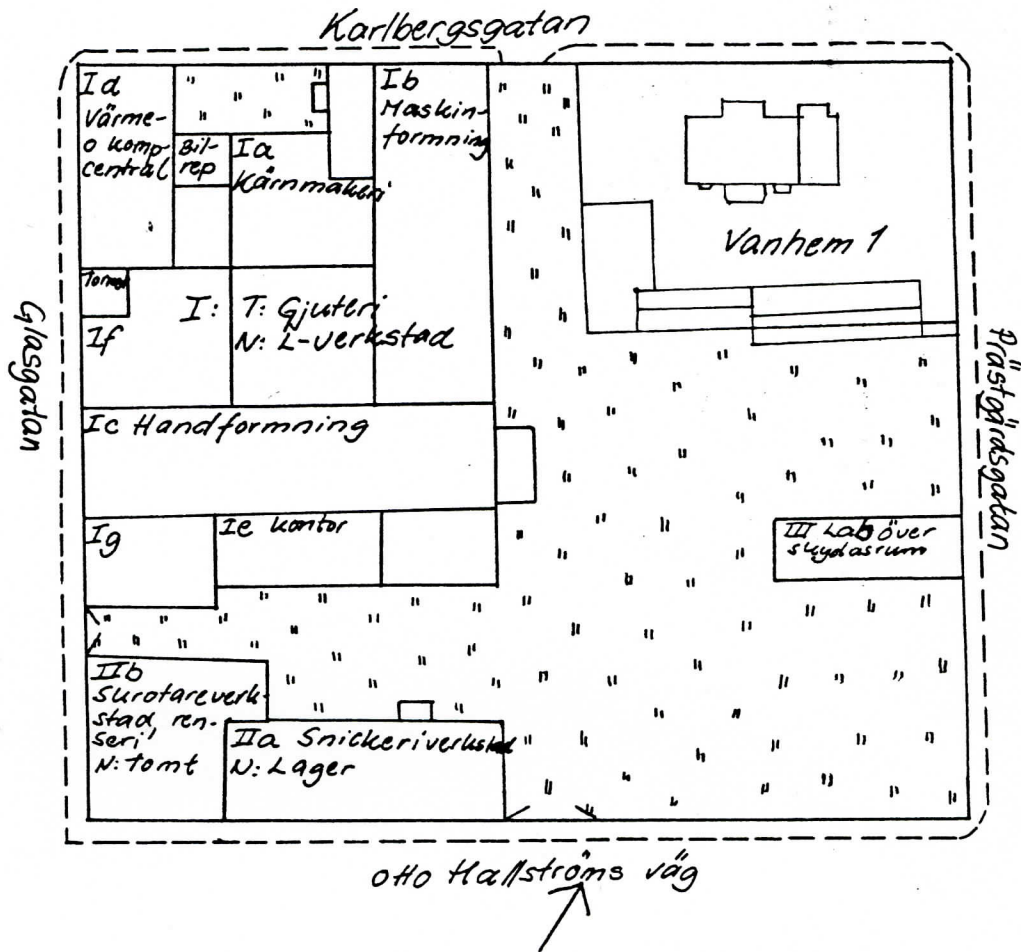 Karlbergsgatan
Id
Värme-
o komp
central
Bil-
rep
Ia
Kärnmakeri
Ib
Maskin-
formning
Vanhem 1
Tomt
If
I: T: Gjuteri
N: L-verkstad
Glasgatan
Prästgårdsgatan
Ic Handformning
Ig
Ie kontor
III Lab över
skydasrum
IIb
Skrotareverk-
stad, ren-
seri
N: tomt
IIa Snickeriverkstad
N: Lager
Otto Hallströms väg